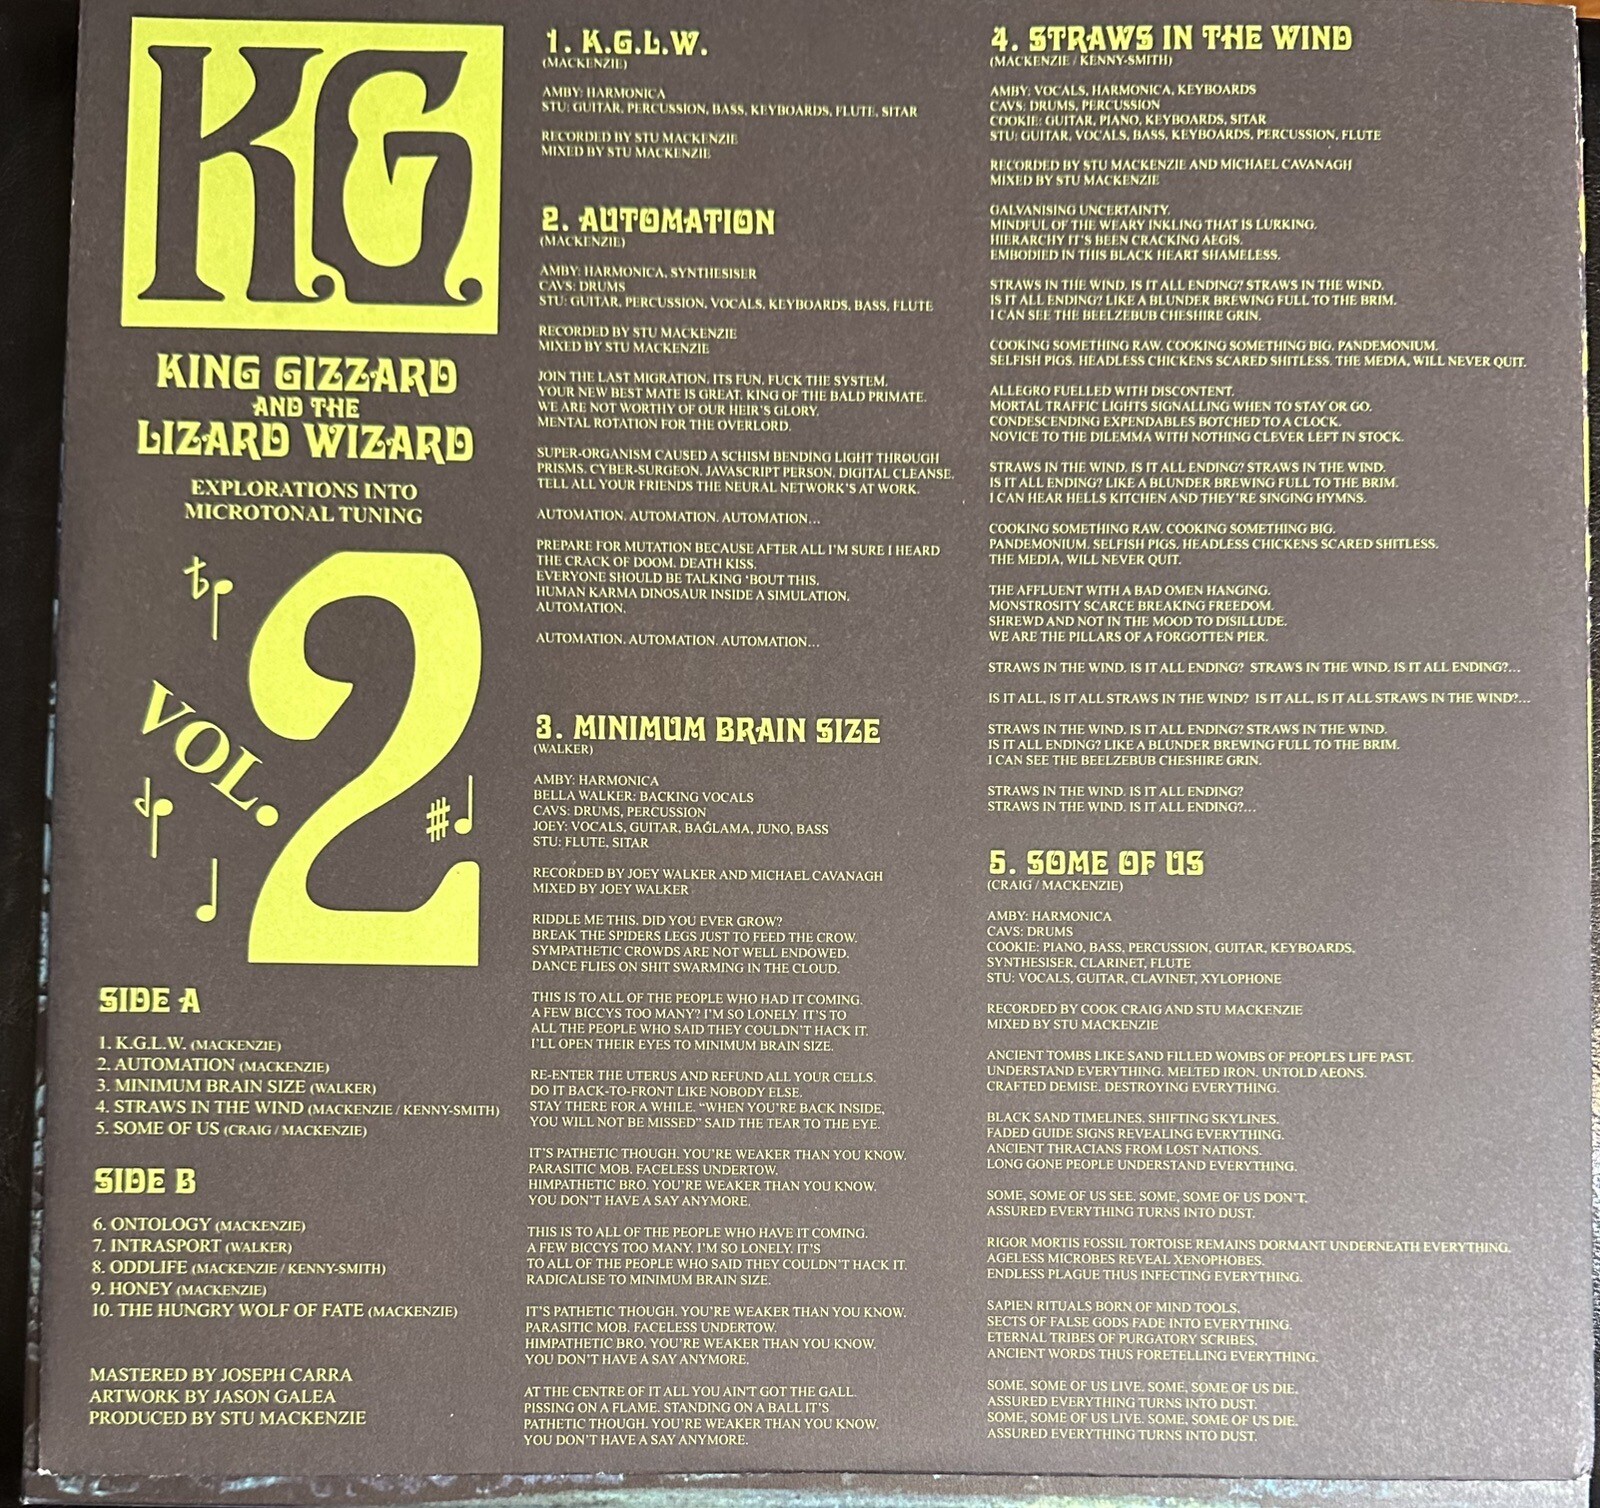 KG.
KING GIZZARD
AND THE
LIZARD WIZARD
EXPLORATIONS INTO
MICROTONAL TUNING
VOL. 2
SIDE A
1. K.G.L.W. (MACKENZIE)
2. AUTOMATION (MACKENZIE)
3. MINIMUM BRAIN SIZE (WALKER)
4. STRAWS IN THE WIND (MACKENZIE / KENNY-SMITH)
5. SOME OF US (CRAIG / MACKENZIE)
SIDE B
6. ONTOLOGY (MACKENZIE)
7. INTRASPORT (WALKER)
8. ODDLIFE (MACKENZIE / KENNY-SMITH)
9. HONEY (MACKENZIE)
10. THE HUNGRY WOLF OF FATE (MACKENZIE)
MASTERED BY JOSEPH CARRA
ARTWORK BY JASON GALEA
PRODUCED BY STU MACKENZIE
1. K.G.L.W.
(MACKENZIE)
AMBY: HARMONICA
STU: GUITAR, PERCUSSION, BASS, KEYBOARDS, FLUTE, SITAR
RECORDED BY STU MACKENZIE
MIXED BY STU MACKENZIE
2. AUTOMATION
(MACKENZIE)
AMBY: HARMONICA, SYNTHESISER
CAVS: DRUMS
STU: GUITAR, PERCUSSION, VOCALS, KEYBOARDS, BASS, FLUTE
RECORDED BY STU MACKENZIE
MIXED BY STU MACKENZIE
JOIN THE LAST MIGRATION. ITS FUN. FUCK THE SYSTEM.
YOUR NEW BEST MATE IS GREAT. KING OF THE BALD PRIMATE.
WE ARE NOT WORTHY OF OUR HEIR'S GLORY.
MENTAL ROTATION FOR THE OVERLORD.
SUPER-ORGANISM CAUSED A SCHISM BENDING LIGHT THROUGH
PRISMS. CYBER-SURGEON. JAVASCRIPT PERSON. DIGITAL CLEANSE.
TELL ALL YOUR FRIENDS THE NEURAL NETWORK'S AT WORK.
AUTOMATION. AUTOMATION. AUTOMATION...
PREPARE FOR MUTATION BECAUSE AFTER ALL I'M SURE I HEARD
THE CRACK OF DOOM. DEATH KISS.
EVERYONE SHOULD BE TALKING 'BOUT THIS.
HUMAN KARMA DINOSAUR INSIDE A SIMULATION.
AUTOMATION.
AUTOMATION. AUTOMATION. AUTOMATION...
3. MINIMUM BRAIN SIZE
(WALKER)
AMBY: HARMONICA
BELLA WALKER: BACKING VOCALS
CAVS: DRUMS, PERCUSSION
JOEY: VOCALS, GUITAR, BAĞLAMA, JUNO, BASS
STU: FLUTE, SITAR
RECORDED BY JOEY WALKER AND MICHAEL CAVANAGH
MIXED BY JOEY WALKER
RIDDLE ME THIS. DID YOU EVER GROW?
BREAK THE SPIDERS LEGS JUST TO FEED THE CROW.
SYMPATHETIC CROWDS ARE NOT WELL ENDOWED.
DANCE FLIES ON SHIT SWARMING IN THE CLOUD.
THIS IS TO ALL OF THE PEOPLE WHO HAD IT COMING.
A FEW BICCYS TOO MANY? I'M SO LONELY. IT'S TO
ALL THE PEOPLE WHO SAID THEY COULDN'T HACK IT.
I'LL OPEN THEIR EYES TO MINIMUM BRAIN SIZE.
RE-ENTER THE UTERUS AND REFUND ALL YOUR CELLS.
DO IT BACK-TO-FRONT LIKE NOBODY ELSE.
STAY THERE FOR A WHILE. "WHEN YOU'RE BACK INSIDE,
YOU WILL NOT BE MISSED" SAID THE TEAR TO THE EYE.
IT'S PATHETIC THOUGH. YOU'RE WEAKER THAN YOU KNOW.
PARASITIC MOB. FACELESS UNDERTOW.
HIMPATHETIC BRO. YOU'RE WEAKER THAN YOU KNOW.
YOU DON'T HAVE A SAY ANYMORE.
THIS IS TO ALL OF THE PEOPLE WHO HAVE IT COMING.
A FEW BICCYS TOO MANY. I'M SO LONELY. IT'S
TO ALL OF THE PEOPLE WHO SAID THEY COULDN'T HACK IT.
RADICALISE TO MINIMUM BRAIN SIZE.
IT'S PATHETIC THOUGH. YOU'RE WEAKER THAN YOU KNOW.
PARASITIC MOB. FACELESS UNDERTOW.
HIMPATHETIC BRO. YOU'RE WEAKER THAN YOU KNOW.
YOU DON'T HAVE A SAY ANYMORE.
AT THE CENTRE OF IT ALL YOU AIN'T GOT THE GALL.
PISSING ON A FLAME. STANDING ON A BALL IT'S
PATHETIC THOUGH. YOU'RE WEAKER THAN YOU KNOW.
YOU DON'T HAVE A SAY ANYMORE.
4. STRAWS IN THE WIND
(MACKENZIE / KENNY-SMITH)
AMBY: VOCALS, HARMONICA, KEYBOARDS
CAVS: DRUMS, PERCUSSION
COOKIE: GUITAR, PIANO, KEYBOARDS, SITAR
STU: GUITAR, VOCALS, BASS, KEYBOARDS, PERCUSSION, FLUTE
RECORDED BY STU MACKENZIE AND MICHAEL CAVANAGH
MIXED BY STU MACKENZIE
GALVANISING UNCERTAINTY.
MINDFUL OF THE WEARY INKLING THAT IS LURKING.
HIERARCHY IT'S BEEN CRACKING AEGIS.
EMBODIED IN THIS BLACK HEART SHAMELESS.
STRAWS IN THE WIND. IS IT ALL ENDING? STRAWS IN THE WIND.
IS IT ALL ENDING? LIKE A BLUNDER BREWING FULL TO THE BRIM.
I CAN SEE THE BEELZEBUB CHESHIRE GRIN.
COOKING SOMETHING RAW. COOKING SOMETHING BIG. PANDEMONIUM.
SELFISH PIGS. HEADLESS CHICKENS SCARED SHITLESS. THE MEDIA, WILL NEVER QUIT.
ALLEGRO FUELLED WITH DISCONTENT.
MORTAL TRAFFIC LIGHTS SIGNALLING WHEN TO STAY OR GO.
CONDESCENDING EXPENDABLES BOTCHED TO A CLOCK.
NOVICE TO THE DILEMMA WITH NOTHING CLEVER LEFT IN STOCK.
STRAWS IN THE WIND. IS IT ALL ENDING? STRAWS IN THE WIND.
IS IT ALL ENDING? LIKE A BLUNDER BREWING FULL TO THE BRIM.
I CAN HEAR HELLS KITCHEN AND THEY'RE SINGING HYMNS.
COOKING SOMETHING RAW. COOKING SOMETHING BIG.
PANDEMONIUM. SELFISH PIGS. HEADLESS CHICKENS SCARED SHITLESS.
THE MEDIA, WILL NEVER QUIT.
THE AFFLUENT WITH A BAD OMEN HANGING.
MONSTROSITY SCARCE BREAKING FREEDOM.
SHREWD AND NOT IN THE MOOD TO DISILLUDE.
WE ARE THE PILLARS OF A FORGOTTEN PIER.
STRAWS IN THE WIND. IS IT ALL ENDING? STRAWS IN THE WIND. IS IT ALL ENDING?...
IS IT ALL, IS IT ALL STRAWS IN THE WIND? IS IT ALL, IS IT ALL STRAWS IN THE WIND?...
STRAWS IN THE WIND. IS IT ALL ENDING? STRAWS IN THE WIND.
IS IT ALL ENDING? LIKE A BLUNDER BREWING FULL TO THE BRIM.
I CAN SEE THE BEELZEBUB CHESHIRE GRIN.
STRAWS IN THE WIND. IS IT ALL ENDING?
STRAWS IN THE WIND. IS IT ALL ENDING?...
5. SOME OF US
(CRAIG / MACKENZIE)
AMBY: HARMONICA
CAVS: DRUMS
COOKIE: PIANO, BASS, PERCUSSION, GUITAR, KEYBOARDS,
SYNTHESISER, CLARINET, FLUTE
STU: VOCALS, GUITAR, CLAVINET, XYLOPHONE
RECORDED BY COOK CRAIG AND STU MACKENZIE
MIXED BY STU MACKENZIE
ANCIENT TOMBS LIKE SAND FILLED WOMBS OF PEOPLES LIFE PAST.
UNDERSTAND EVERYTHING. MELTED IRON. UNTOLD AEONS.
CRAFTED DEMISE. DESTROYING EVERYTHING.
BLACK SAND TIMELINES. SHIFTING SKYLINES.
FADED GUIDE SIGNS REVEALING EVERYTHING.
ANCIENT THRACIANS FROM LOST NATIONS.
LONG GONE PEOPLE UNDERSTAND EVERYTHING.
SOME, SOME OF US SEE. SOME, SOME OF US DON'T.
ASSURED EVERYTHING TURNS INTO DUST.
RIGOR MORTIS FOSSIL TORTOISE REMAINS DORMANT UNDERNEATH EVERYTHING.
AGELESS MICROBES REVEAL XENOPHOBES.
ENDLESS PLAGUE THUS INFECTING EVERYTHING.
SAPIEN RITUALS BORN OF MIND TOOLS.
SECTS OF FALSE GODS FADE INTO EVERYTHING.
ETERNAL TRIBES OF PURGATORY SCRIBES.
ANCIENT WORDS THUS FORETELLING EVERYTHING.
SOME, SOME OF US LIVE. SOME, SOME OF US DIE.
ASSURED EVERYTHING TURNS INTO DUST.
SOME, SOME OF US LIVE. SOME, SOME OF US DIE.
ASSURED EVERYTHING TURNS INTO DUST.